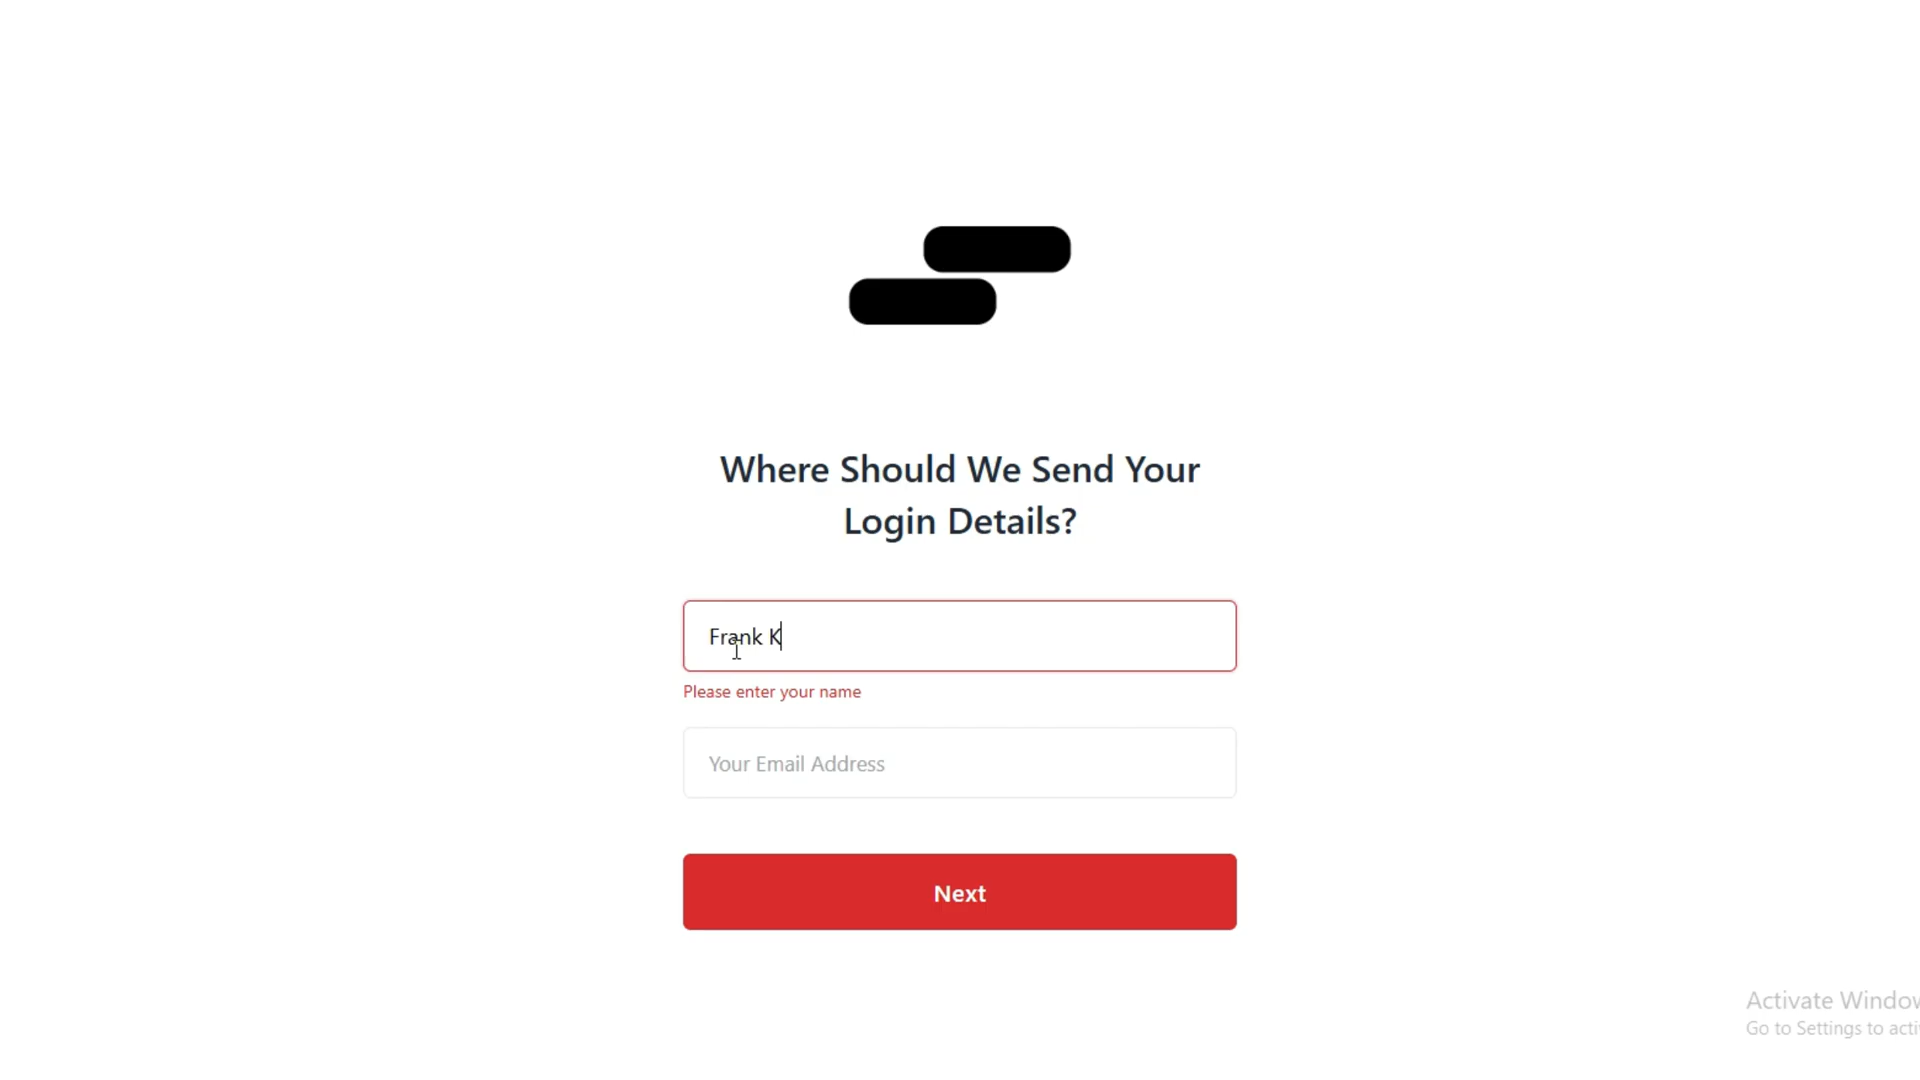 Where Should We Send Your
Login Details?
Frank K
Please enter your name
Your Email Address
Next
Activate Window
Go to Settings to acti